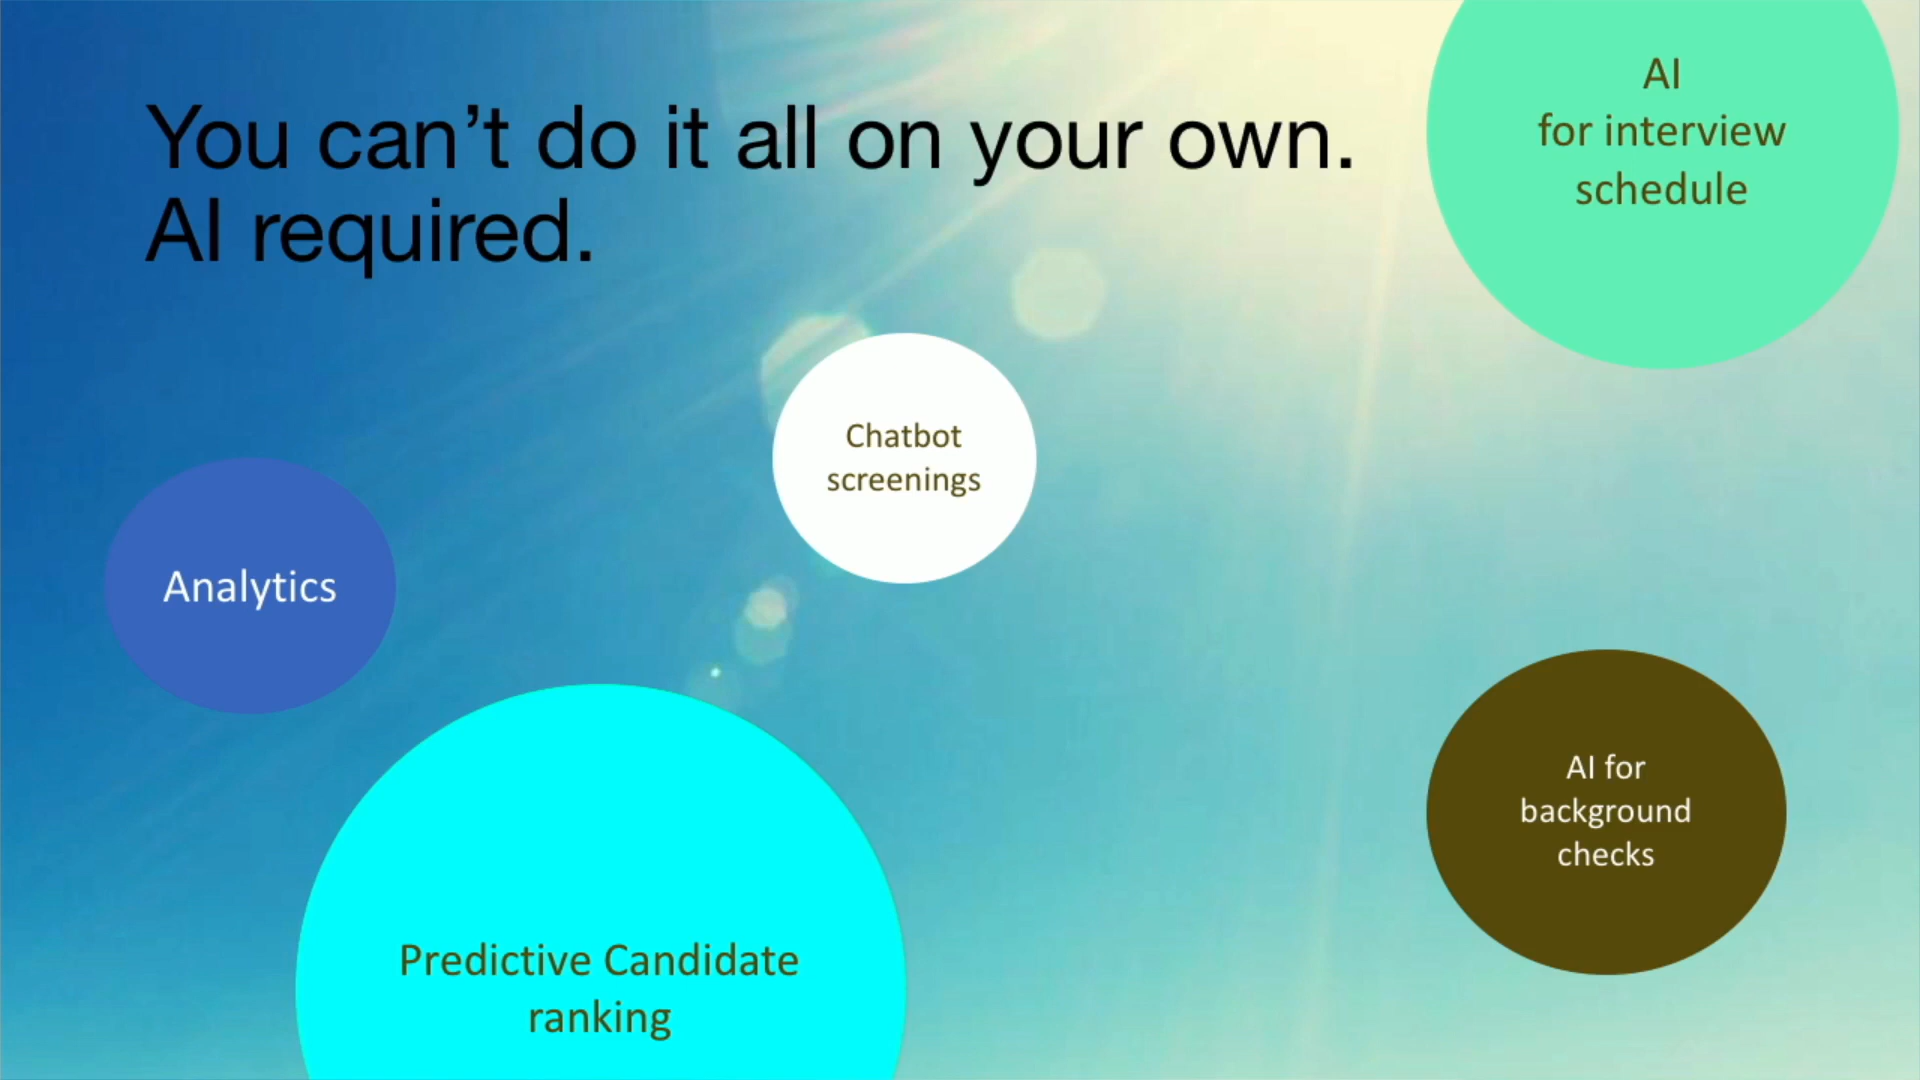 You can’t do it all on your own.
AI required.
AI
for interview
schedule
Chatbot
screenings
Analytics
AI for
background
checks
Predictive Candidate
ranking